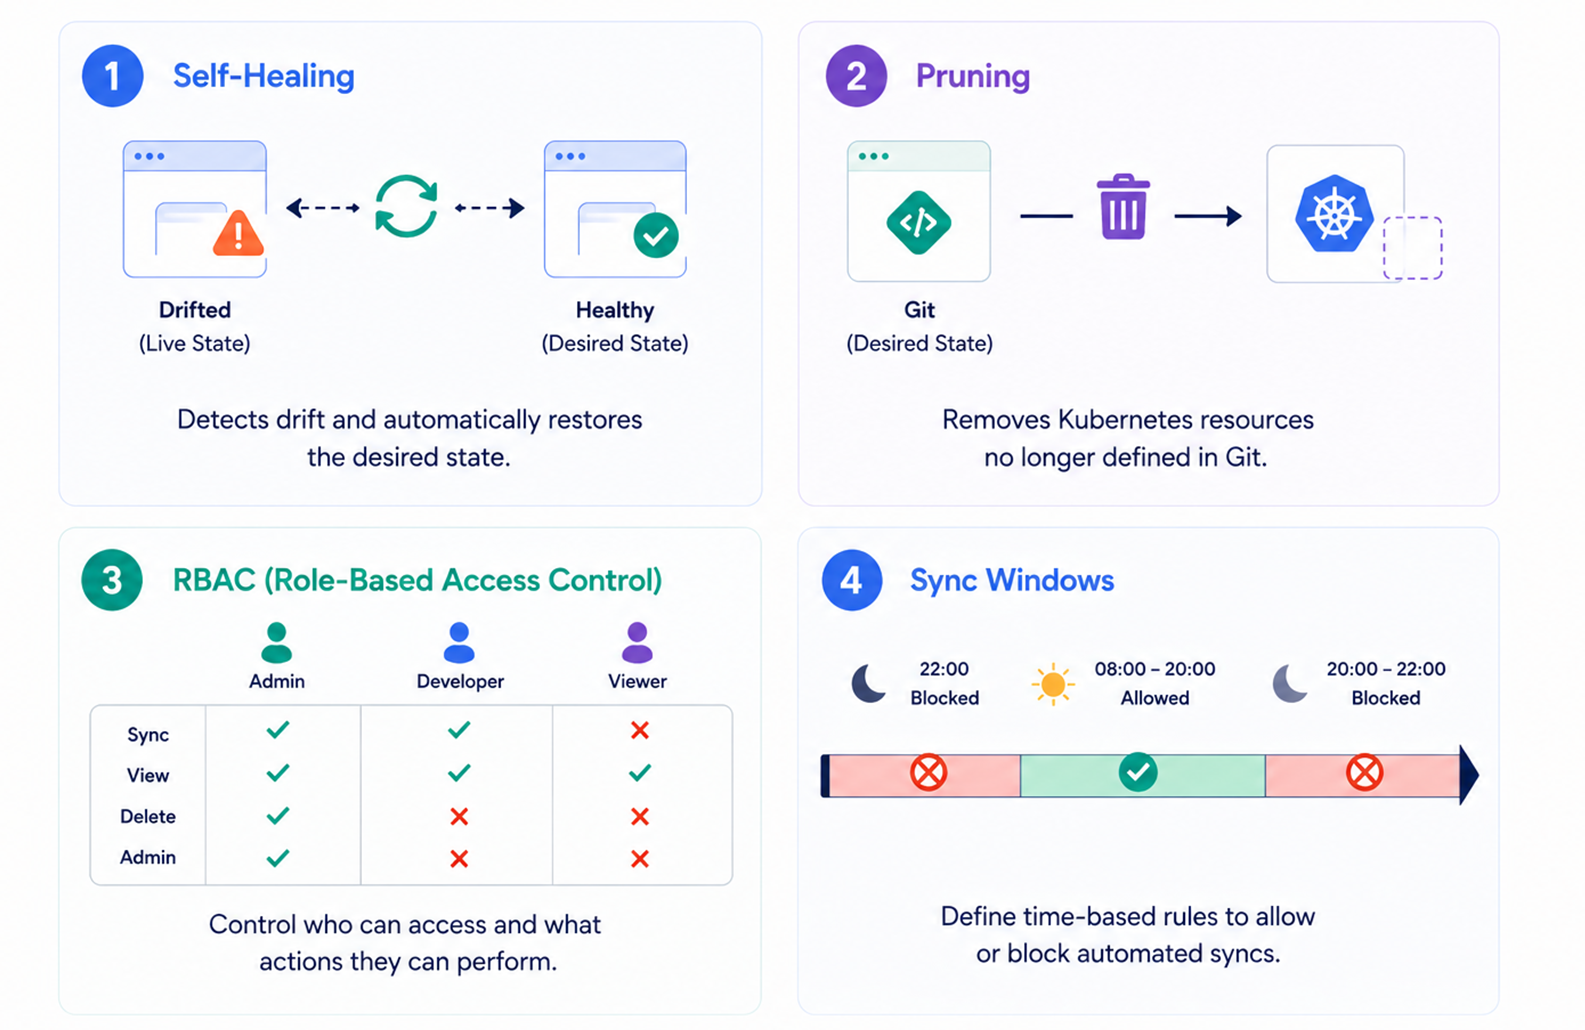 1 Self-Healing
Drifted
(Live State)
Healthy
(Desired State)
Detects drift and automatically restores
the desired state.
2 Pruning
Git
(Desired State)
Removes Kubernetes resources
no longer defined in Git.
3 RBAC (Role-Based Access Control)
Admin Developer Viewer
Sync
View
Delete
Admin
Control who can access and what
actions they can perform.
4 Sync Windows
22:00
Blocked
08:00 – 20:00
Allowed
20:00 – 22:00
Blocked
Define time-based rules to allow
or block automated syncs.